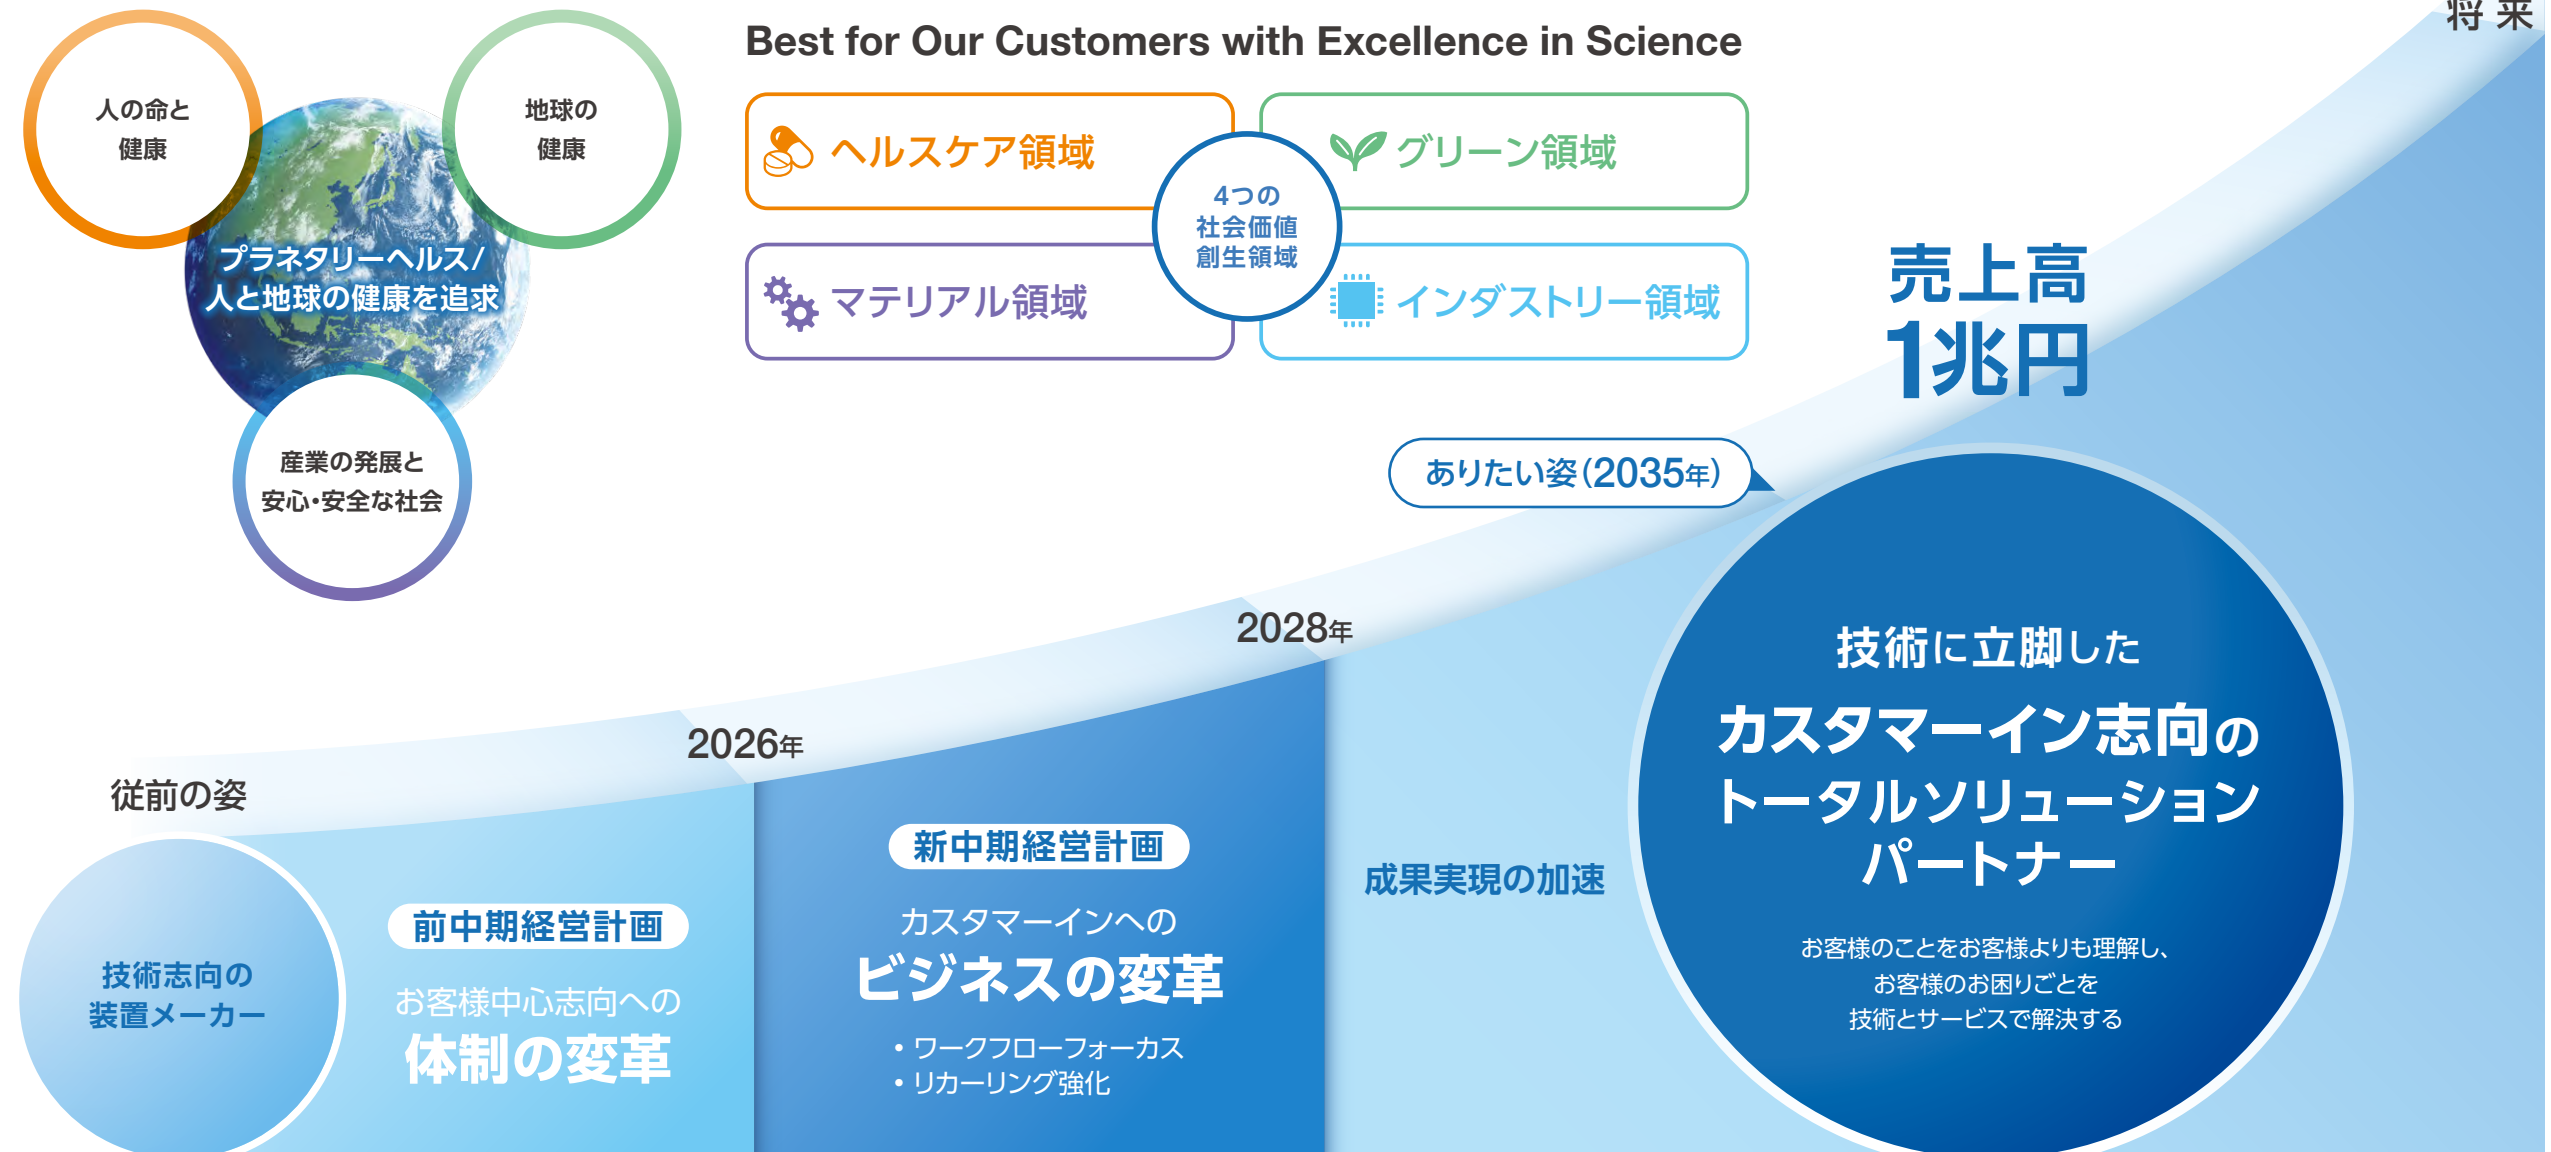 人の命と
健康
地球の
健康
プラネタリーヘルス/
人と地球の健康を追求
産業の発展と
安心・安全な社会
Best for Our Customers with Excellence in Science
ヘルスケア領域
グリーン領域
4つの
社会価値
創生領域
マテリアル領域
インダストリー領域
将来
売上高
1兆円
ありたい姿(2035年)
2028年
2026年
従前の姿
技術志向の
装置メーカー
前中期経営計画
お客様中心志向への
体制の変革
新中期経営計画
カスタマーインへの
ビジネスの変革
・ワークフローフォーカス
・リカーリング強化
成果実現の加速
技術に立脚した
カスタマーイン志向の
トータルソリューション
パートナー
お客様のことをお客様よりも理解し、
お客様のお困りごとを
技術とサービスで解決する